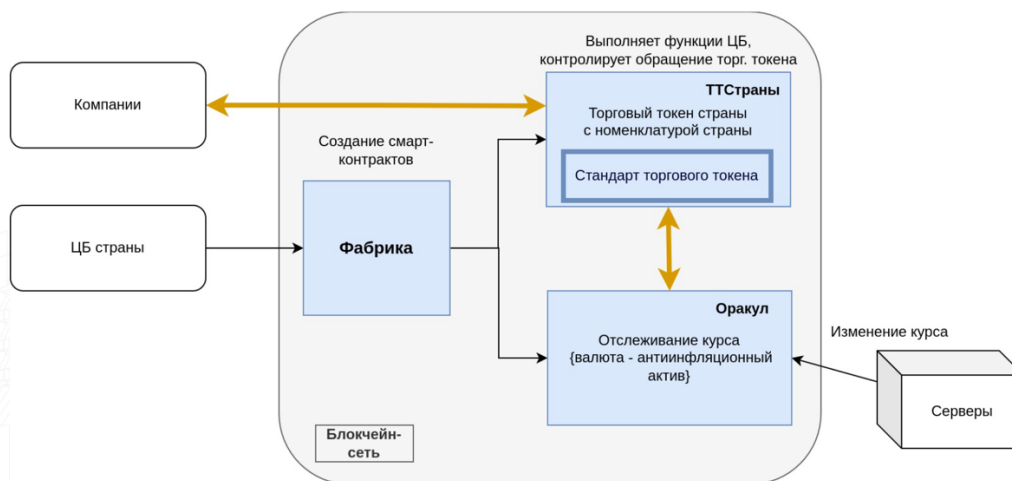 Выполняет функции ЦБ,
контролирует обращение торг. токена
Компании
ТТСтраны
Торговый токен страны
с номенклатурой страны
Стандарт торгового токена
Создание смарт-
контрактов
ЦБ страны
Фабрика
Оракул
Отслеживание курса
{валюта - антиинфляционный
актив}
Изменение курса
Серверы
Блокчейн-
сеть